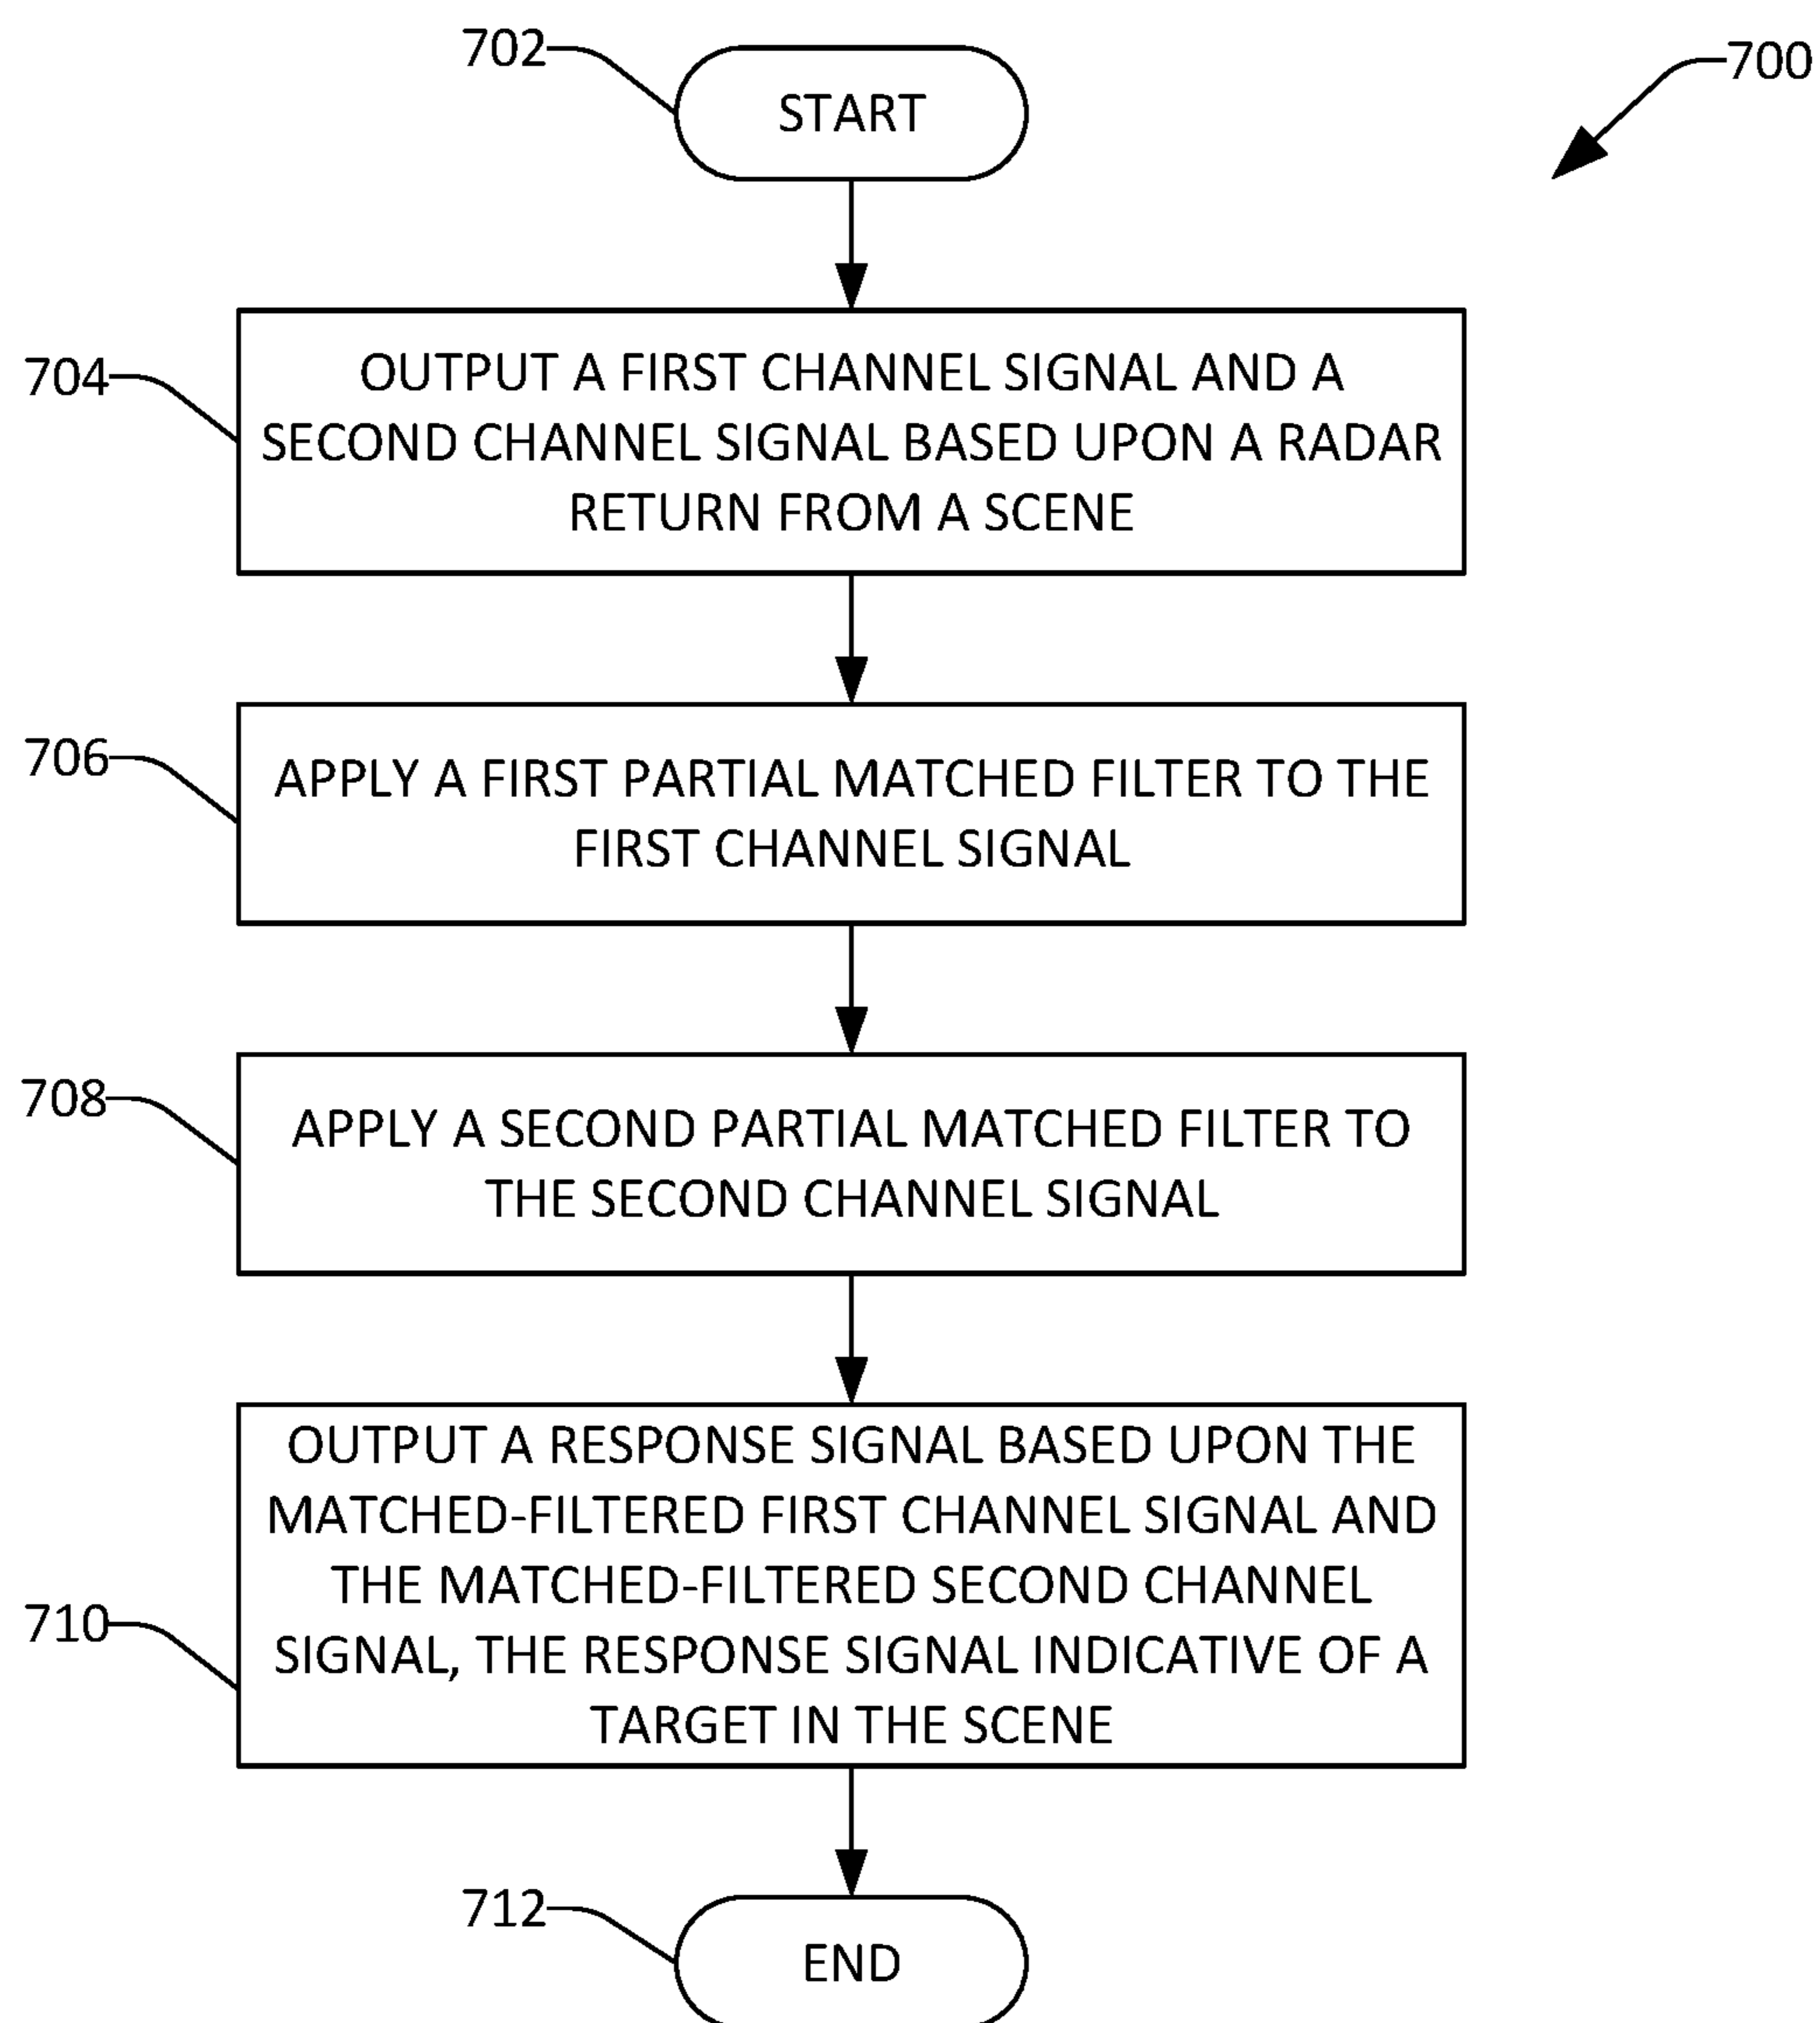 702
START
700
704
OUTPUT A FIRST CHANNEL SIGNAL AND A
SECOND CHANNEL SIGNAL BASED UPON A RADAR
RETURN FROM A SCENE
706
APPLY A FIRST PARTIAL MATCHED FILTER TO THE
FIRST CHANNEL SIGNAL
708
APPLY A SECOND PARTIAL MATCHED FILTER TO
THE SECOND CHANNEL SIGNAL
710
OUTPUT A RESPONSE SIGNAL BASED UPON THE
MATCHED-FILTERED FIRST CHANNEL SIGNAL AND
THE MATCHED-FILTERED SECOND CHANNEL
SIGNAL, THE RESPONSE SIGNAL INDICATIVE OF A
TARGET IN THE SCENE
712
END